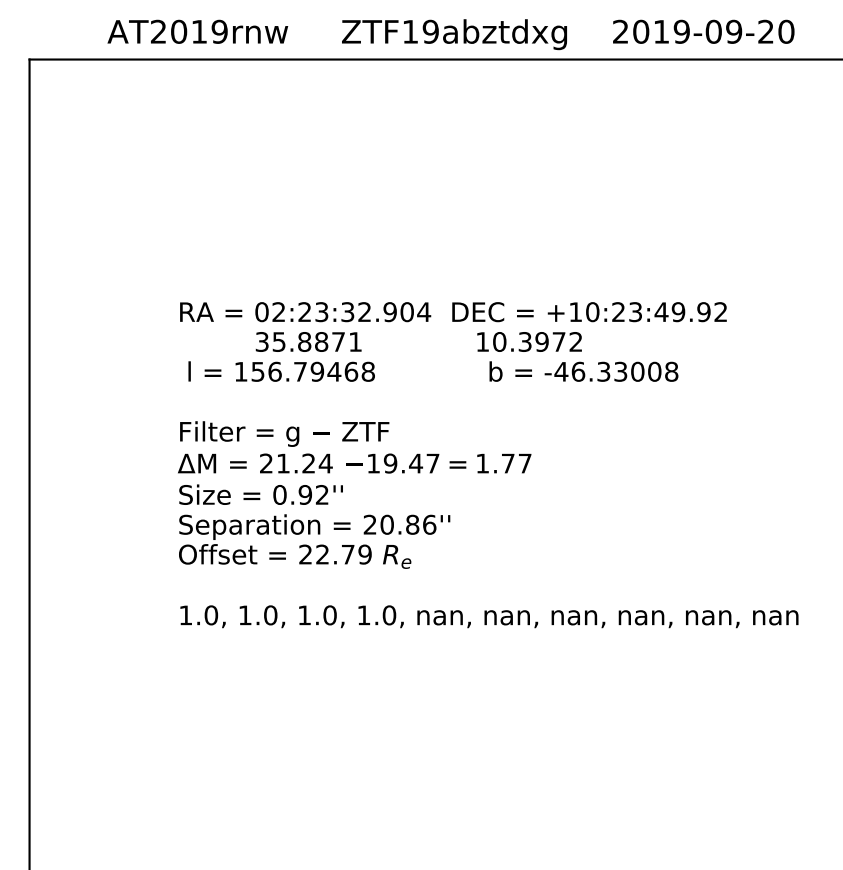 AT2019rnw ZTF19abztdxg 2019-09-20
RA = 02:23:32.904 DEC = +10:23:49.92
35.8871 10.3972
l = 156.79468 b = -46.33008
Filter = g − ZTF
ΔM = 21.24 −19.47 = 1.77
Size = 0.92''
Separation = 20.86''
Offset = 22.79 Rₑ
1.0, 1.0, 1.0, 1.0, nan, nan, nan, nan, nan, nan